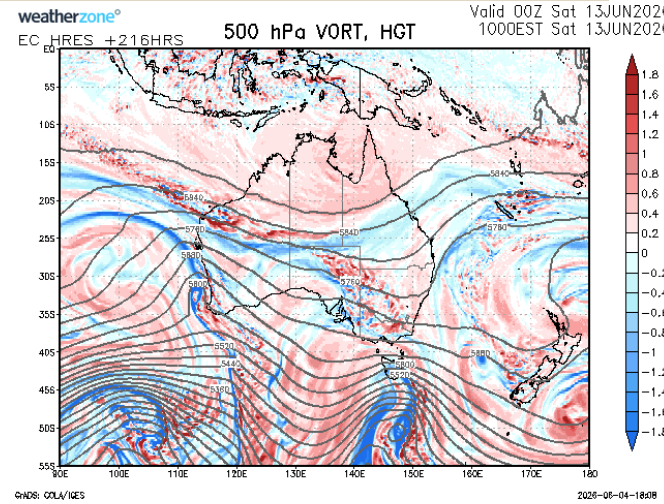 weatherzone°
Valid 00Z Sat 13JUN2026
EC HRES +216HRS
500 hPa VORT, HGT
1000EST Sat 13JUN2026
EQ
5S
10S
15S
20S
25S
30S
35S
40S
45S
50S
55S
90E
100E
110E
120E
130E
140E
150E
160E
170E
180
1.8
1.6
1.4
1.2
1
0.8
0.6
0.4
0.2
0
-0.2
-0.4
-0.6
-0.8
-1
-1.2
-1.4
-1.6
-1.8
5840
5840
5840
5760
5760
5760
5680
5680
5600
5600
5520
5520
5440
5360
GrADS: COLA/IGES
2026-06-04-18:08